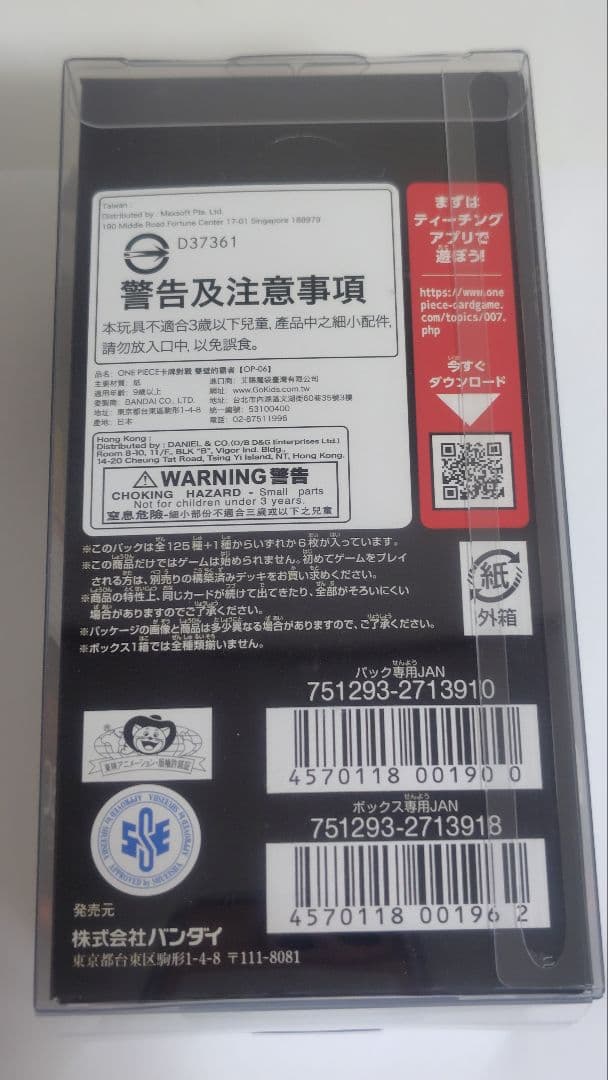 Taiwan :
Distributed by : Maxsoft Pte. Ltd.
190 Middle Road Fortune Center 17-01 Singapore 188979
D37361
警告及注意事項
本玩具不適合3歲以下兒童, 產品中之細小配件,
請勿放入口中, 以免誤食。
品名: ONE PIECE卡牌對戰 雙璧的霸者【OP-06】
主要材質: 紙 進口商: 艾賜魔袋臺灣有限公司
適用年齡: 9歲以上 網址: www.GoKids.com.tw
委製商: BANDAI CO., LTD. 地址: 台北市內湖區文湖街60巷35號3樓
地址: 東京都台東區駒形1-4-8 統一編號: 53100400
產地: 日本 電話: 02-87511996
Hong Kong :
Distributed by : DANIEL & CO.(O/B D&G Enterprises Ltd.)
Room 8-10, 11/F., BLK "B", Vigor Ind. Bldg.,
14-20 Cheung Tat Road, Tsing Yi Island, NT, Hong Kong.
WARNING 警告
CHOKING HAZARD - Small parts
Not for children under 3 years.
窒息危險-細小部份不適合三歲或以下之兒童
まずは
ティーチング
アプリで
遊ぼう!
https://www.one
piece-cardgame.
com/topics/007.
php
今すぐ
ダウンロード
※このパックは全125種+1種からいずれか6枚が入っています。
※この商品だけではゲームは始められません。初めてゲームをプレイ
される方は、別売りの構築済みデッキをお買い求めください。
※商品の特性上、同じカードが続けて出てきたり、全部がそろいにくい
場合がありますのでご了承ください。
※パッケージの画像と商品は多少異なる場合がありますので、ご了承ください。
※ボックス1箱では全種類揃いません。
紙
外箱
パック専用JAN
751293-2713910
4570118 00190 0
ボックス専用JAN
751293-2713918
4570118 00196 2
東映アニメーション・版権許諾品
APPROVED by SHUEISHA
発売元
株式会社バンダイ
東京都台東区駒形1-4-8 〒111-8081